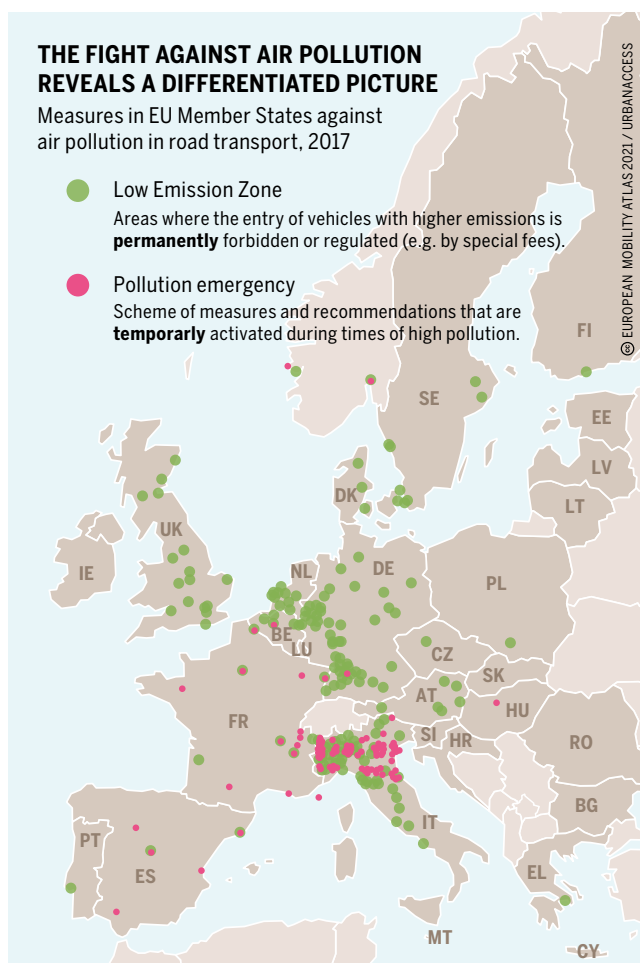 THE FIGHT AGAINST AIR POLLUTION
REVEALS A DIFFERENTIATED PICTURE
Measures in EU Member States against
air pollution in road transport, 2017
Low Emission Zone
Areas where the entry of vehicles with higher emissions is
permanently forbidden or regulated (e.g. by special fees).
Pollution emergency
Scheme of measures and recommendations that are
temporarly activated during times of high pollution.
cc EUROPEAN MOBILITY ATLAS 2021 / URBANACCESS
FI
SE
EE
LV
LT
DK
UK
IE
NL
DE
PL
BE
LU
CZ
SK
AT
HU
FR
SI
HR
RO
BG
IT
PT
ES
EL
MT
CY